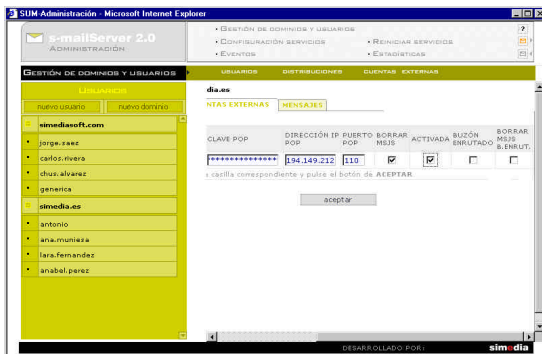 SUM-Administración - Microsoft Internet Explorer
s-mailServer 2.0
ADMINISTRACIÓN
• GESTIÓN DE DOMINIOS Y USUARIOS
• CONFIGURACIÓN SERVICIOS
• EVENTOS
• REINICIAR SERVICIOS
• ESTADÍSTICAS
?
GESTIÓN DE DOMINIOS Y USUARIOS
USUARIOS
DISTRIBUCIONES
CUENTAS EXTERNAS
USUARIOS
nuevo usuario
nuevo dominio
simediasoft.com
jorge.saez
carlos.rivera
chus.alvarez
generica
simedia.es
antonio
ana.muniesa
lara.fernandez
anabel.perez
dia.es
NTAS EXTERNAS
MENSAJES
CLAVE POP
DIRECCIÓN IP POP
PUERTO POP
BORRAR MSJS
ACTIVADA
BUZÓN ENRUTADO
BORRAR MSJS B.ENRUT.
***************
194.149.212
110
casilla correspondiente y pulse el botón de ACEPTAR
aceptar
DESARROLLADO POR:
simedia